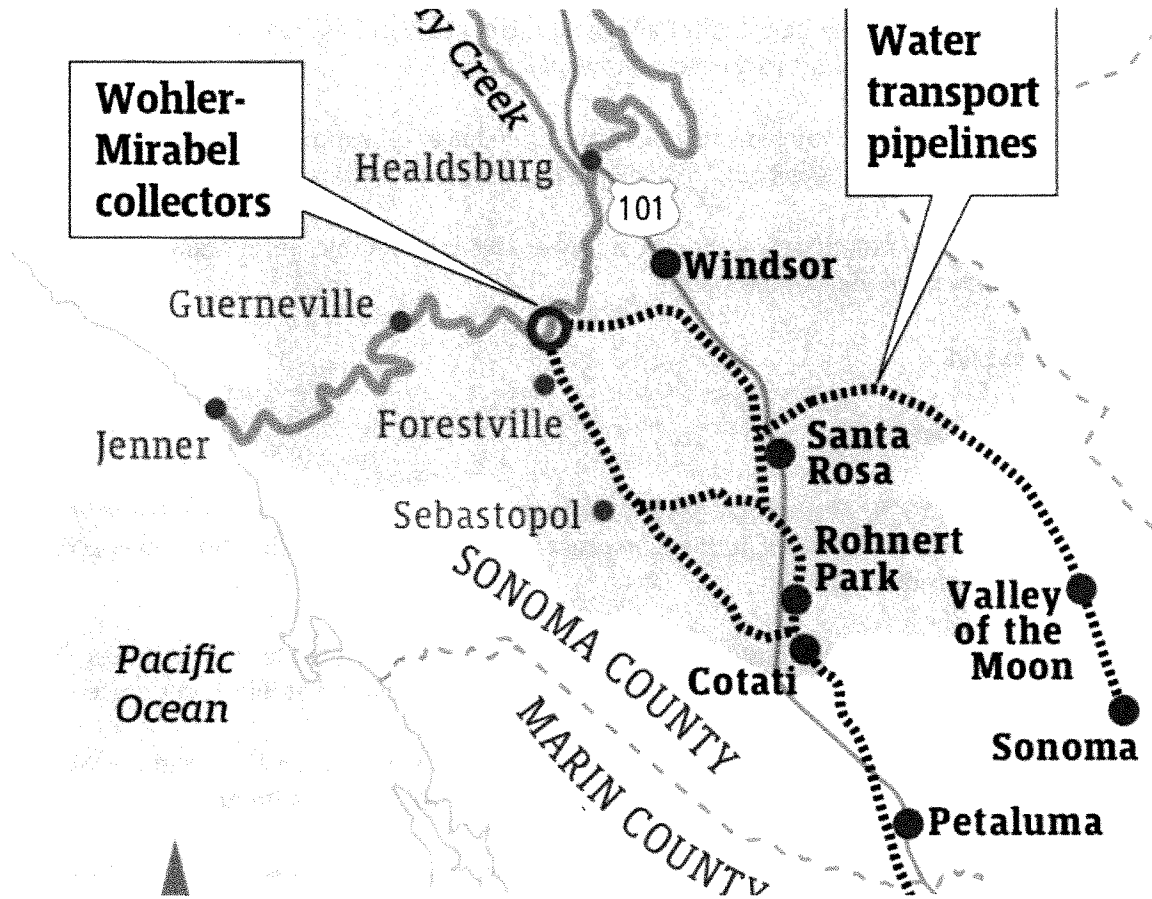 ry Creek
Water
transport
pipelines
Wohler-
Mirabel
collectors
Healdsburg
101
Windsor
Guerneville
Forestville
Jenner
Santa
Rosa
Sebastopol
Rohnert
Park
SONOMA COUNTY
Valley
of the
Moon
Pacific
Ocean
Cotati
MARIN COUNTY
Sonoma
Petaluma